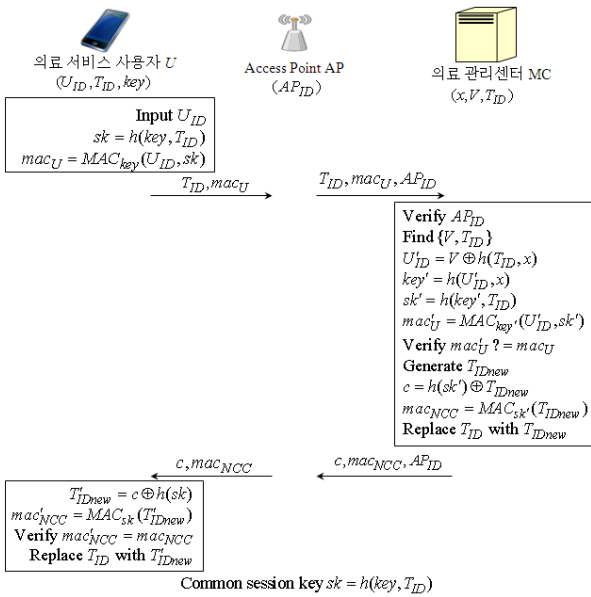 의료 서비스 사용자 U
(U_ID, T_ID, key)
Access Point AP
(AP_ID)
의료 관리센터 MC
(x, V, T_ID)
Input U_ID
sk = h(key, T_ID)
mac_U = MAC_key(U_ID, sk)
T_ID, mac_U
T_ID, mac_U, AP_ID
Verify AP_ID
Find {V, T_ID}
U'_ID = V ⊕ h(T_ID, x)
key' = h(U'_ID, x)
sk' = h(key', T_ID)
mac'_U = MAC_key'(U'_ID, sk')
Verify mac'_U ?= mac_U
Generate T_IDnew
c = h(sk') ⊕ T_IDnew
mac_NCC = MAC_sk'(T_IDnew)
Replace T_ID with T_IDnew
c, mac_NCC
c, mac_NCC, AP_ID
T'_IDnew = c ⊕ h(sk)
mac'_NCC = MAC_sk(T'_IDnew)
Verify mac'_NCC = mac_NCC
Replace T_ID with T'_IDnew
Common session key sk = h(key, T_ID)